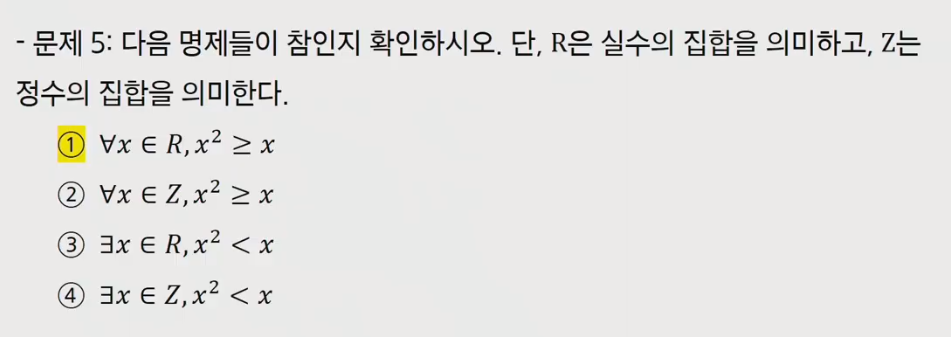 - 문제 5: 다음 명제들이 참인지 확인하시오. 단, R은 실수의 집합을 의미하고, Z는
정수의 집합을 의미한다.
① ∀x ∈ R, x² ≥ x
② ∀x ∈ Z, x² ≥ x
③ ∃x ∈ R, x² < x
④ ∃x ∈ Z, x² < x